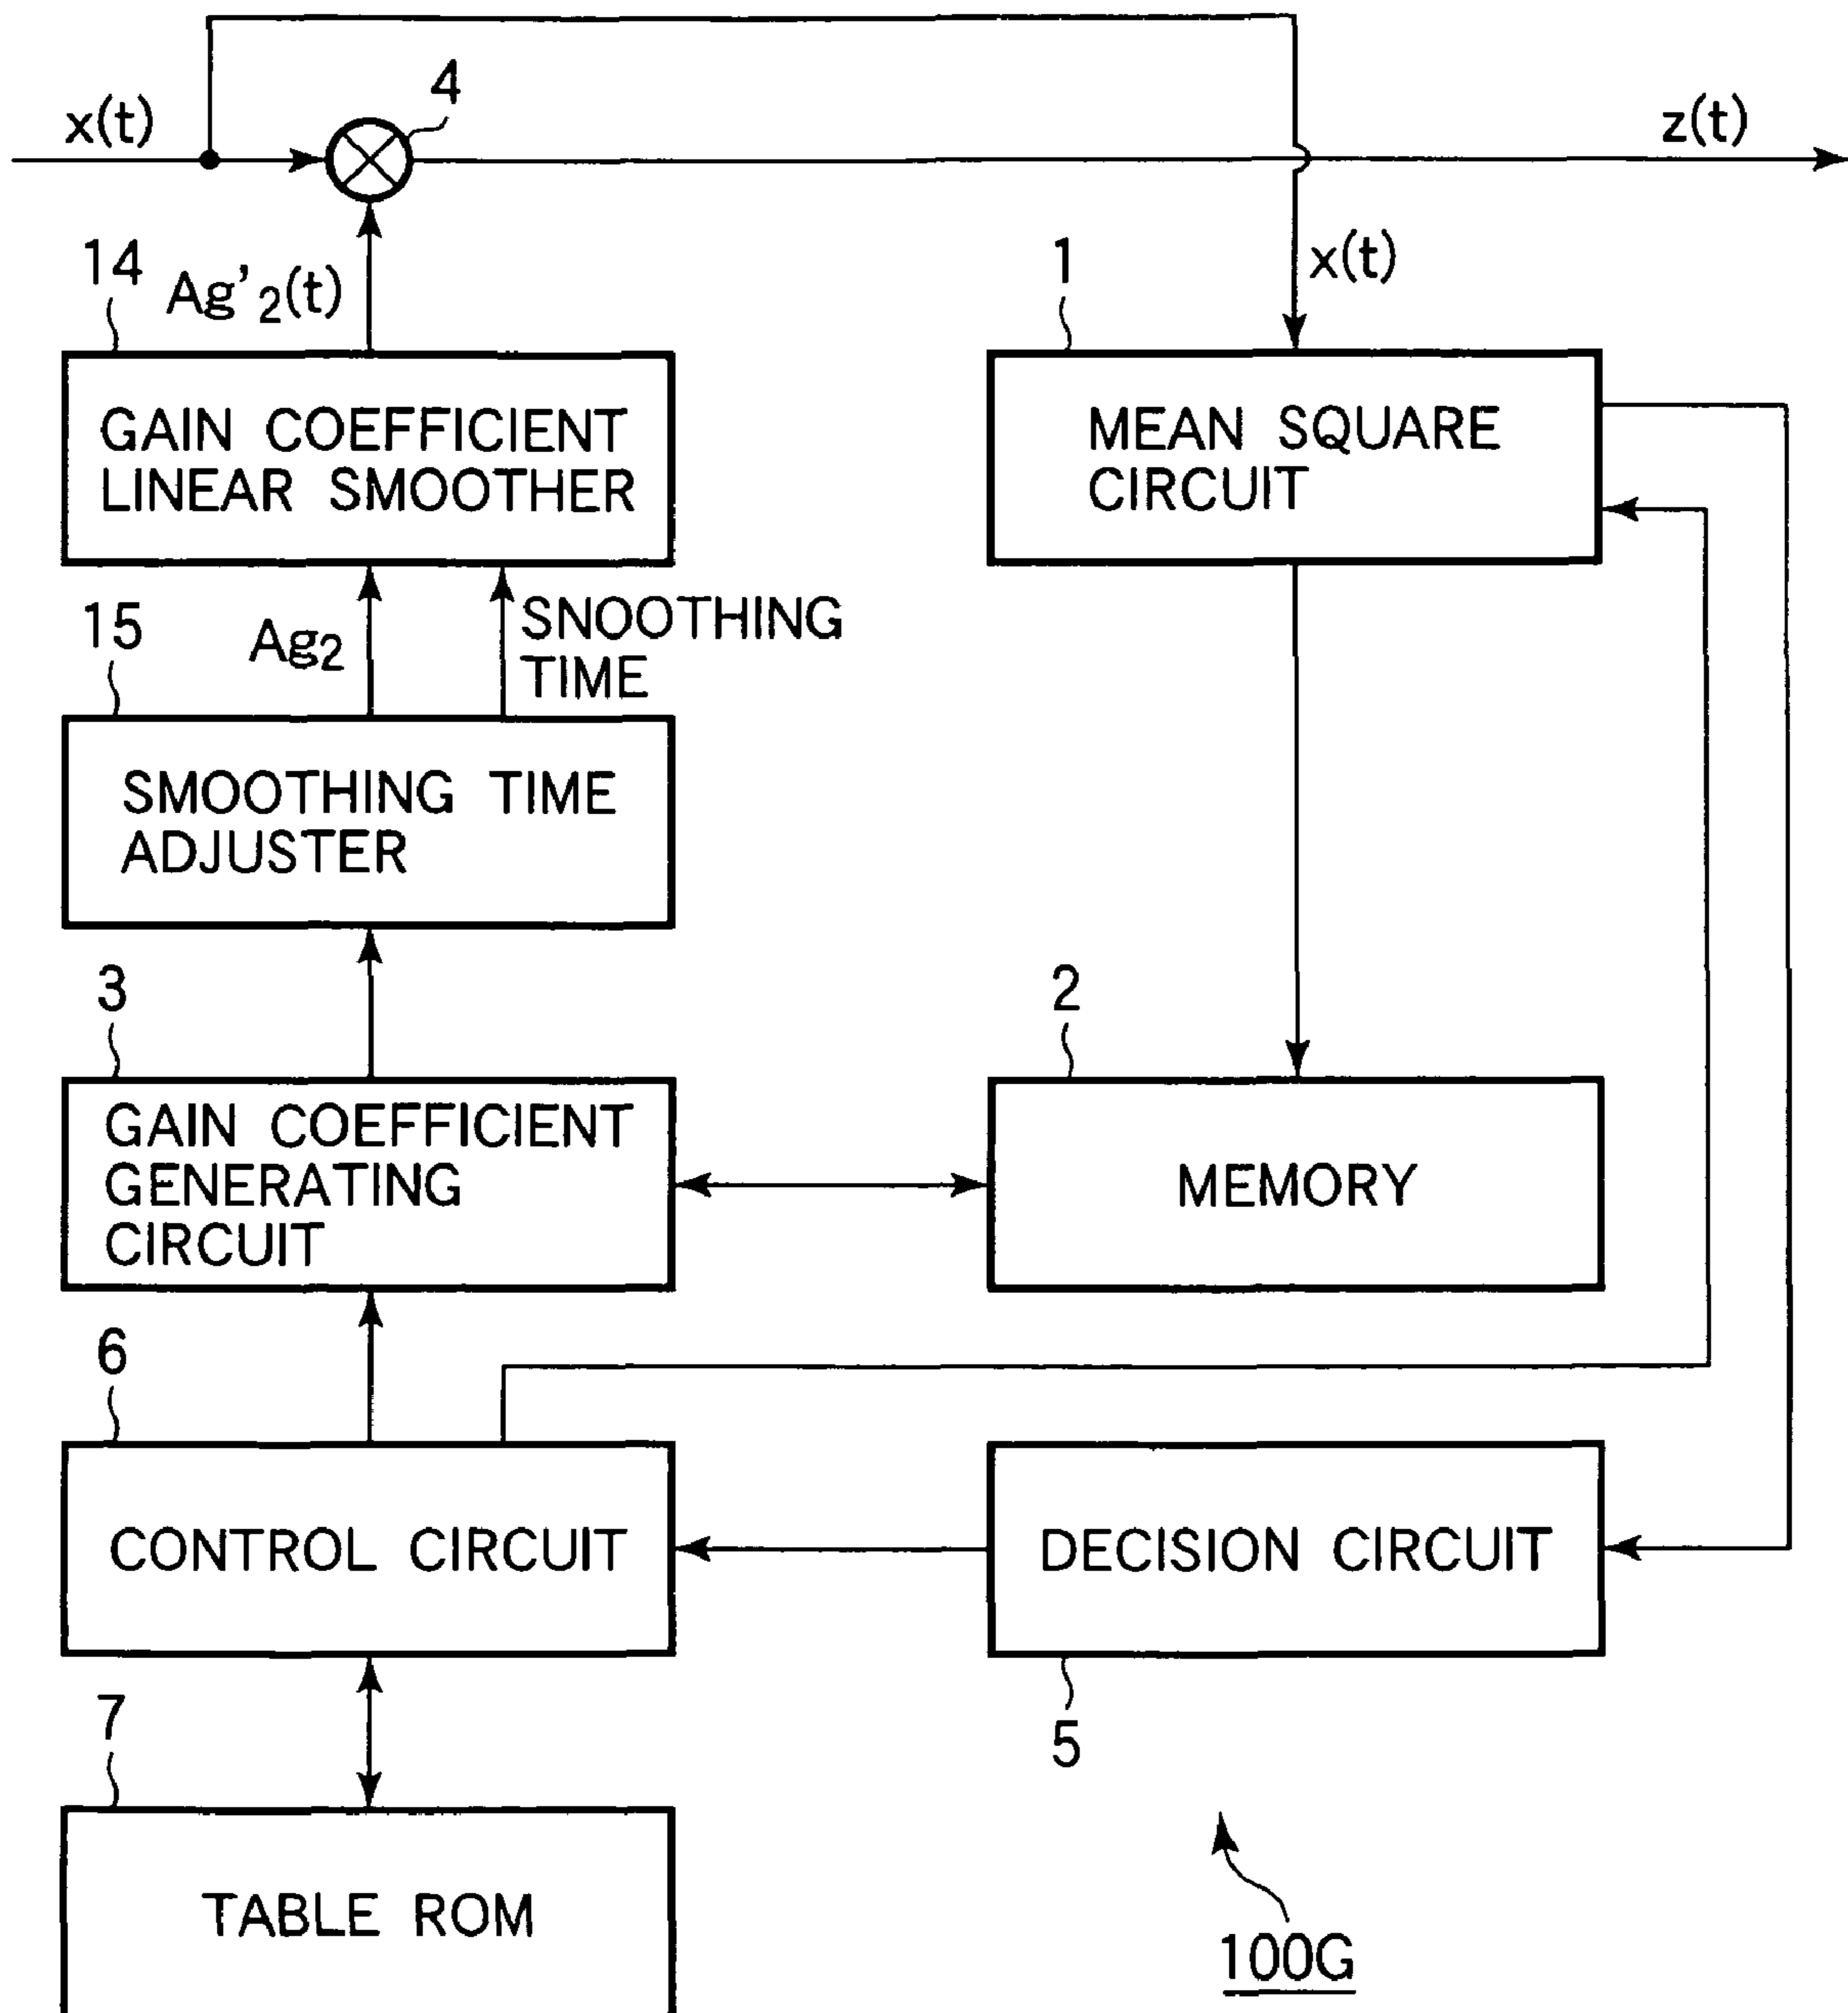 4
x(t)
z(t)
14
Ag'2(t)
1
x(t)
GAIN COEFFICIENT
LINEAR SMOOTHER
MEAN SQUARE
CIRCUIT
15
Ag2
SNOOTHING
TIME
SMOOTHING TIME
ADJUSTER
3
2
GAIN COEFFICIENT
GENERATING
CIRCUIT
MEMORY
6
CONTROL CIRCUIT
DECISION CIRCUIT
7
5
TABLE ROM
100G